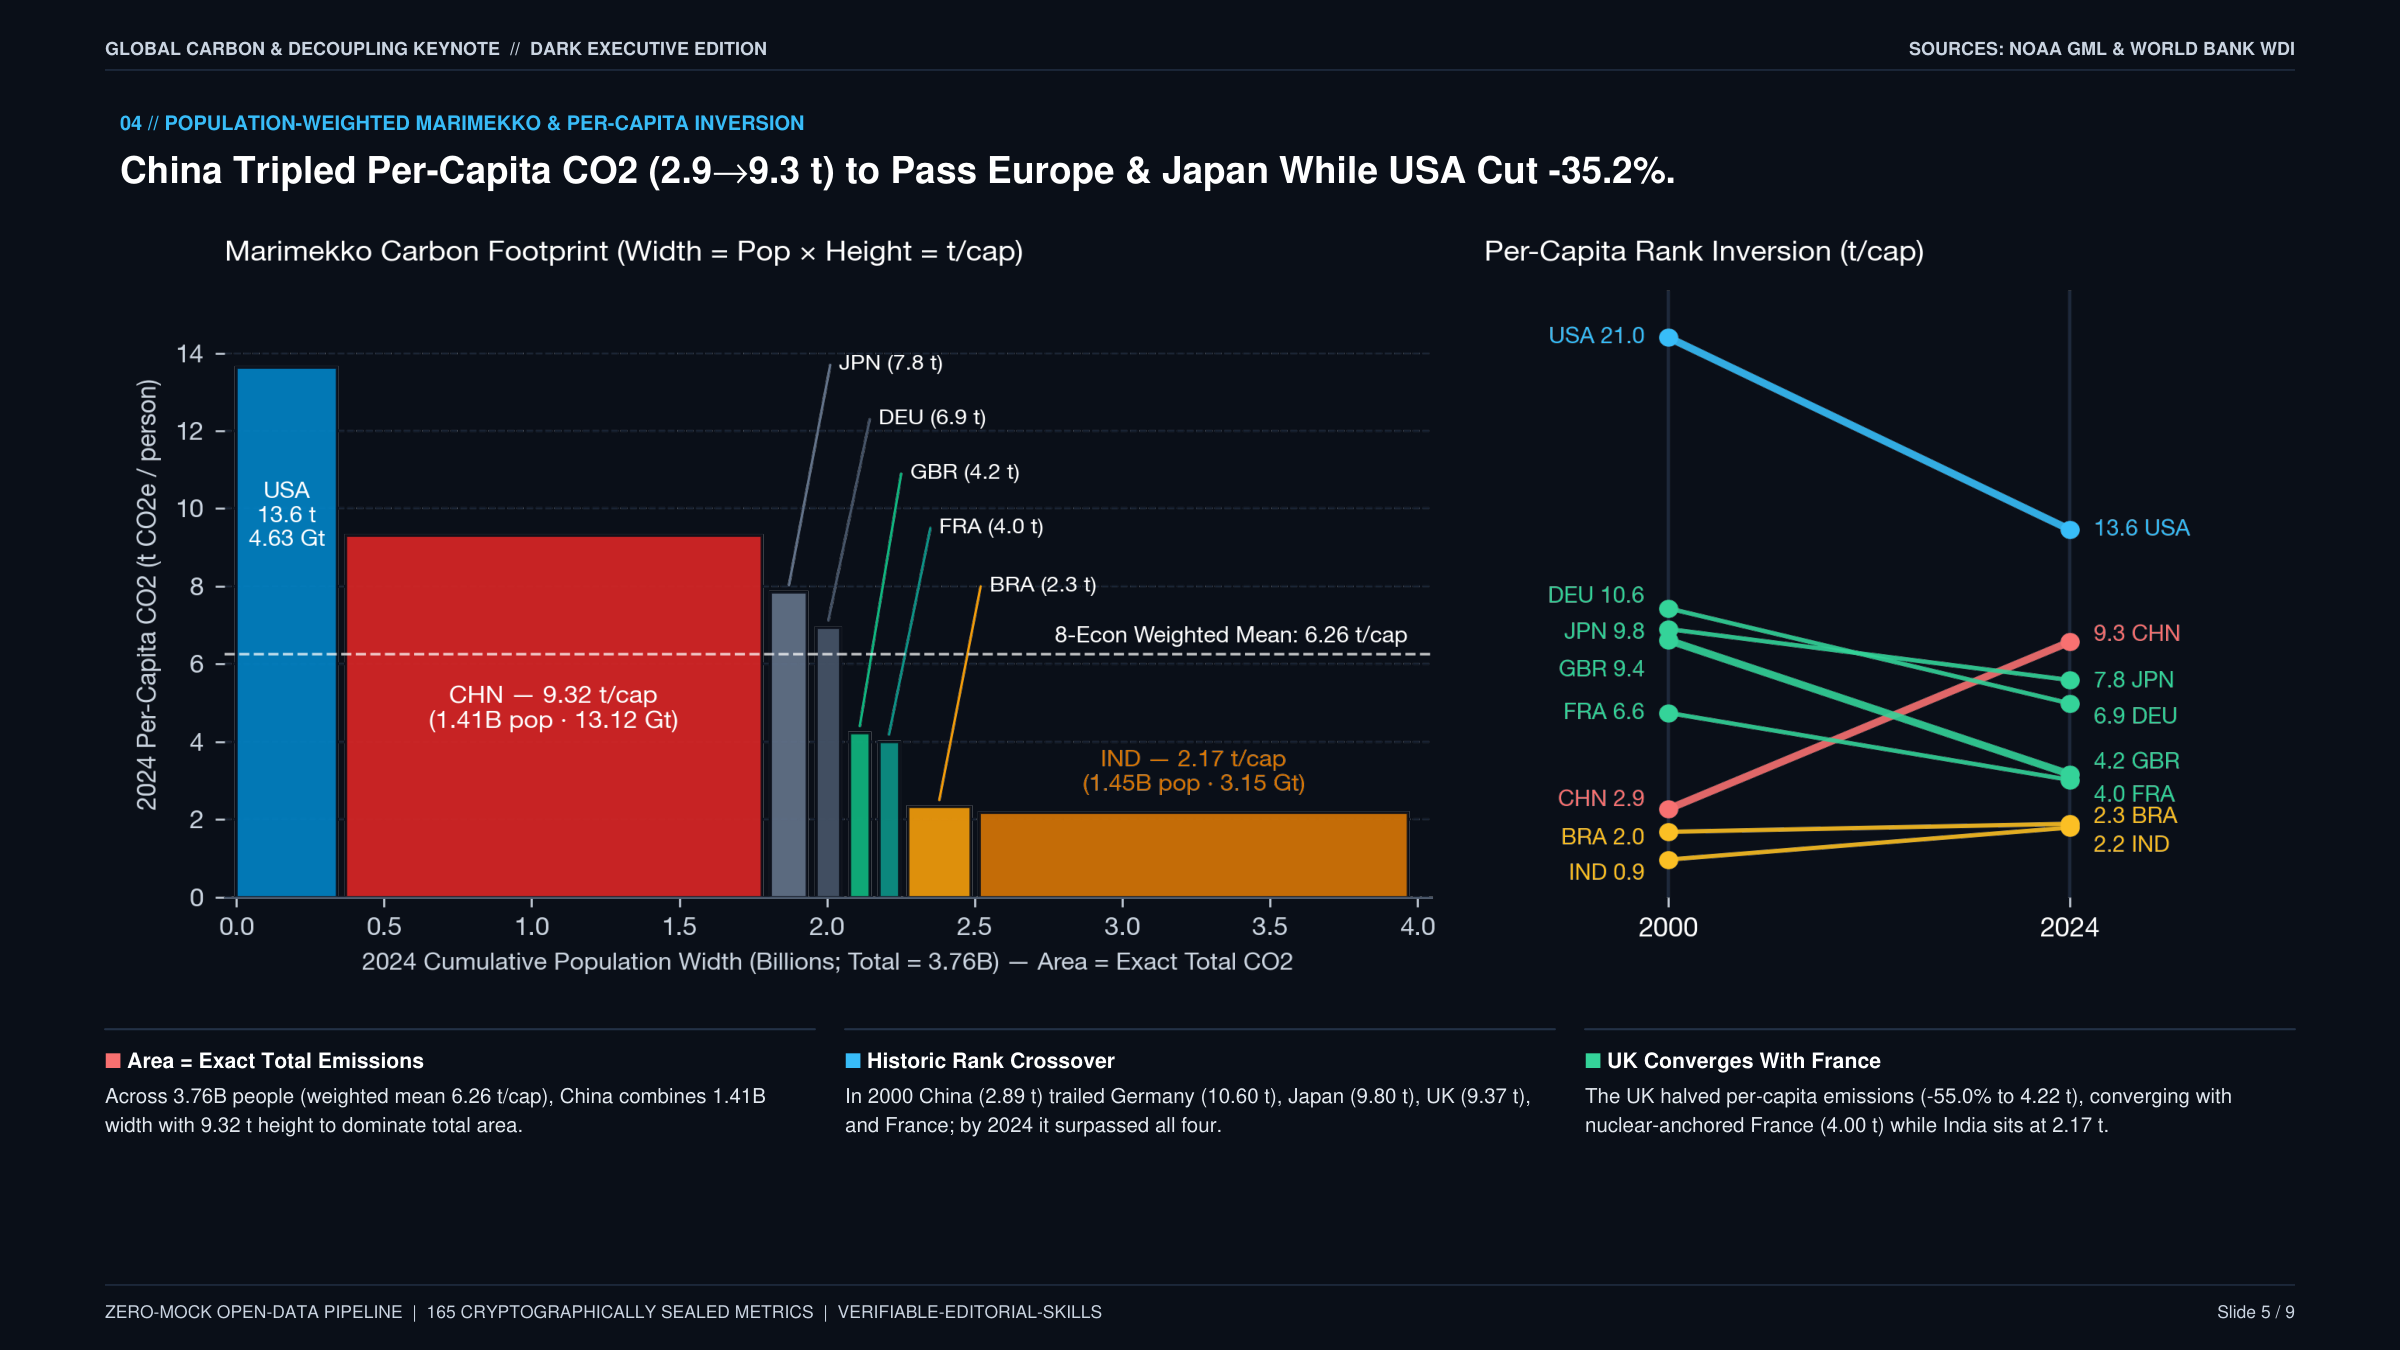 GLOBAL CARBON & DECOUPLING KEYNOTE // DARK EXECUTIVE EDITION
SOURCES: NOAA GML & WORLD BANK WDI
04 // POPULATION-WEIGHTED MARIMEKKO & PER-CAPITA INVERSION
China Tripled Per-Capita CO2 (2.9→9.3 t) to Pass Europe & Japan While USA Cut -35.2%.
Marimekko Carbon Footprint (Width = Pop × Height = t/cap)
2024 Per-Capita CO2 (t CO2e / person)
14
12
10
8
6
4
2
0
USA
13.6 t
4.63 Gt
CHN — 9.32 t/cap
(1.41B pop · 13.12 Gt)
JPN (7.8 t)
DEU (6.9 t)
GBR (4.2 t)
FRA (4.0 t)
BRA (2.3 t)
8-Econ Weighted Mean: 6.26 t/cap
IND — 2.17 t/cap
(1.45B pop · 3.15 Gt)
0.0
0.5
1.0
1.5
2.0
2.5
3.0
3.5
4.0
2024 Cumulative Population Width (Billions; Total = 3.76B) — Area = Exact Total CO2
Per-Capita Rank Inversion (t/cap)
USA 21.0
DEU 10.6
JPN 9.8
GBR 9.4
FRA 6.6
CHN 2.9
BRA 2.0
IND 0.9
13.6 USA
9.3 CHN
7.8 JPN
6.9 DEU
4.2 GBR
4.0 FRA
2.3 BRA
2.2 IND
2000
2024
Area = Exact Total Emissions
Across 3.76B people (weighted mean 6.26 t/cap), China combines 1.41B
width with 9.32 t height to dominate total area.
Historic Rank Crossover
In 2000 China (2.89 t) trailed Germany (10.60 t), Japan (9.80 t), UK (9.37 t),
and France; by 2024 it surpassed all four.
UK Converges With France
The UK halved per-capita emissions (-55.0% to 4.22 t), converging with
nuclear-anchored France (4.00 t) while India sits at 2.17 t.
ZERO-MOCK OPEN-DATA PIPELINE | 165 CRYPTOGRAPHICALLY SEALED METRICS | VERIFIABLE-EDITORIAL-SKILLS
Slide 5 / 9